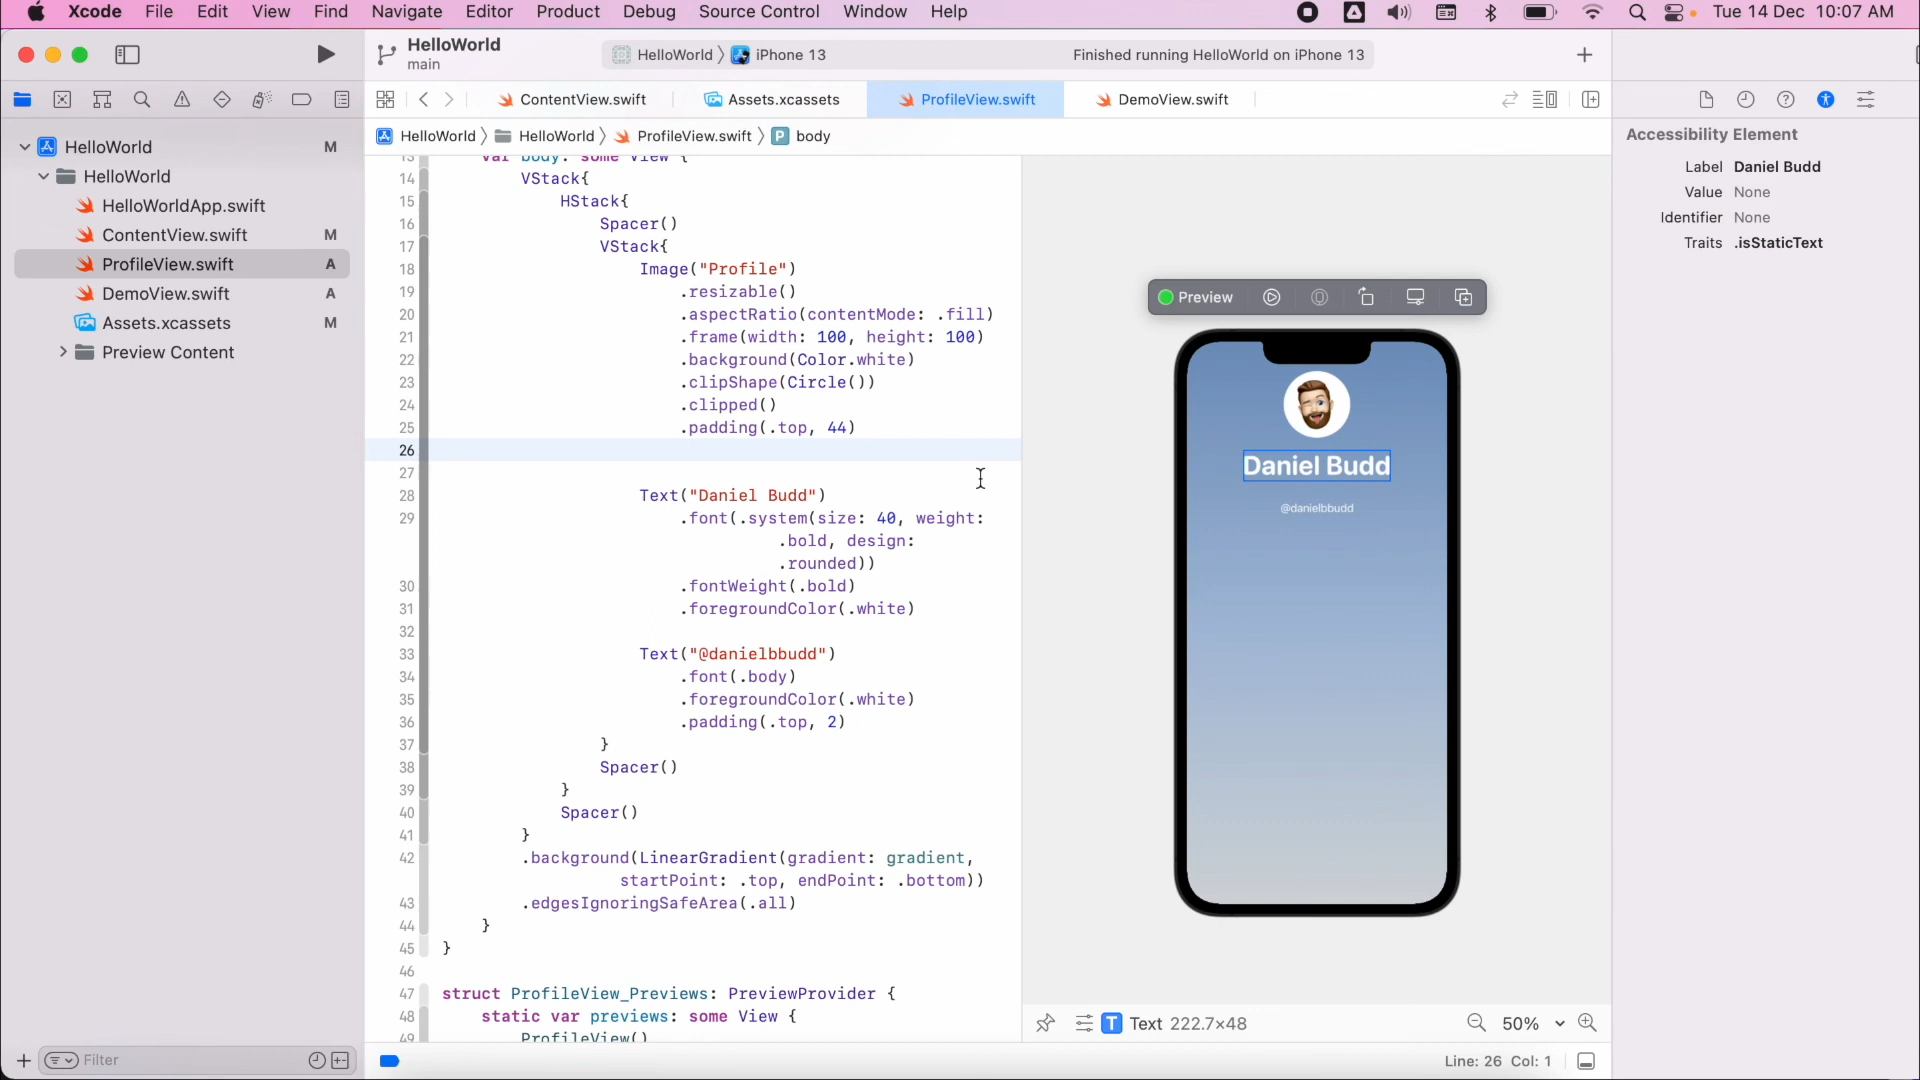 Xcode File Edit View Find Navigate Editor Product Debug Source Control Window Help Tue 14 Dec 10:07 AM
HelloWorld
main
HelloWorld iPhone 13 Finished running HelloWorld on iPhone 13
ContentView.swift Assets.xcassets ProfileView.swift DemoView.swift
HelloWorld HelloWorld ProfileView.swift P body
HelloWorld M
HelloWorld
HelloWorldApp.swift
ContentView.swift M
ProfileView.swift A
DemoView.swift A
Assets.xcassets M
Preview Content
Filter
13 var body: some View {
14 VStack{
15 HStack{
16 Spacer()
17 VStack{
18 Image("Profile")
19 .resizable()
20 .aspectRatio(contentMode: .fill)
21 .frame(width: 100, height: 100)
22 .background(Color.white)
23 .clipShape(Circle())
24 .clipped()
25 .padding(.top, 44)
26
27
28 Text("Daniel Budd")
29 .font(.system(size: 40, weight:
.bold, design:
.rounded))
30 .fontWeight(.bold)
31 .foregroundColor(.white)
32
33 Text("@danielbbudd")
34 .font(.body)
35 .foregroundColor(.white)
36 .padding(.top, 2)
37 }
38 Spacer()
39 }
40 Spacer()
41 }
42 .background(LinearGradient(gradient: gradient,
startPoint: .top, endPoint: .bottom))
43 .edgesIgnoringSafeArea(.all)
44 }
45 }
46
47 struct ProfileView_Previews: PreviewProvider {
48 static var previews: some View {
49 ProfileView()
Preview
Daniel Budd
@danielbbudd
T Text 222.7×48 50%
Line: 26 Col: 1
Accessibility Element
Label Daniel Budd
Value None
Identifier None
Traits .isStaticText